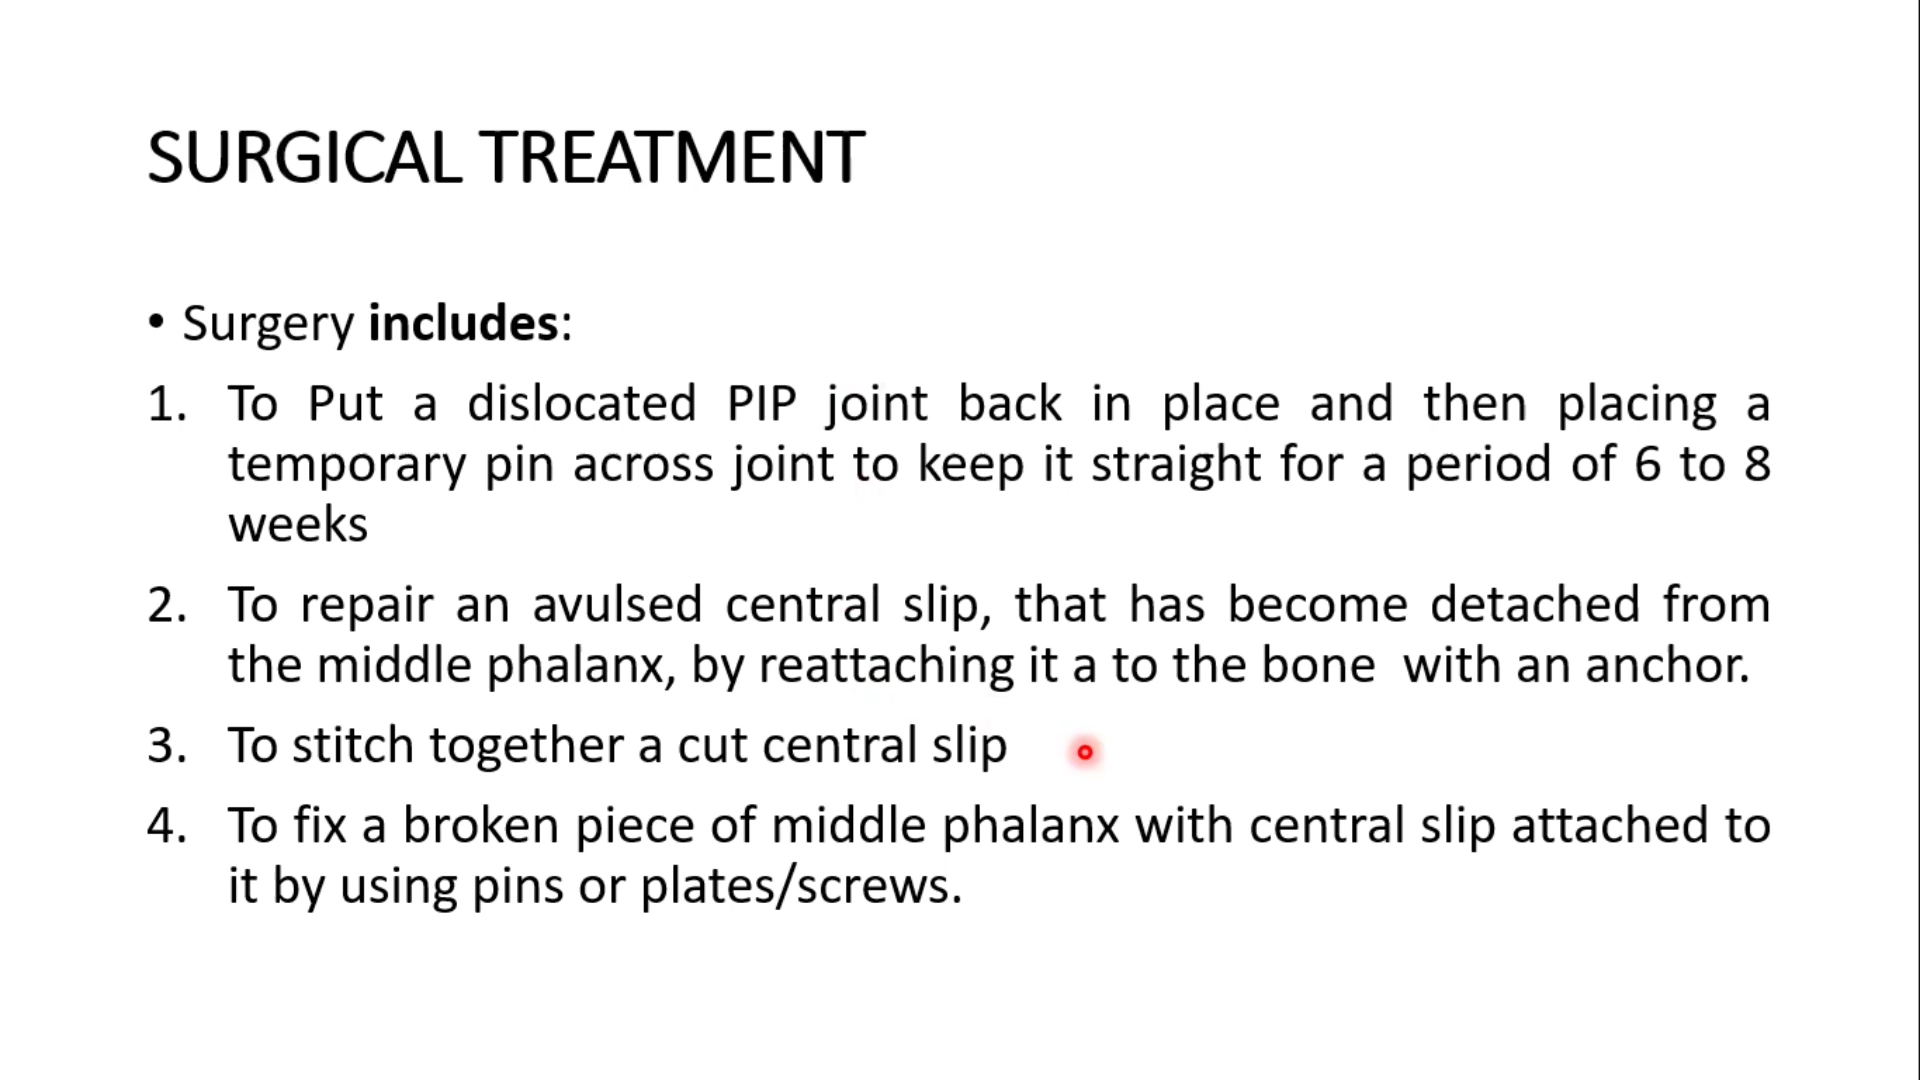 SURGICAL TREATMENT
• Surgery includes:
1. To Put a dislocated PIP joint back in place and then placing a
temporary pin across joint to keep it straight for a period of 6 to 8
weeks
2. To repair an avulsed central slip, that has become detached from
the middle phalanx, by reattaching it a to the bone  with an anchor.
3. To stitch together a cut central slip
4. To fix a broken piece of middle phalanx with central slip attached to
it by using pins or plates/screws.